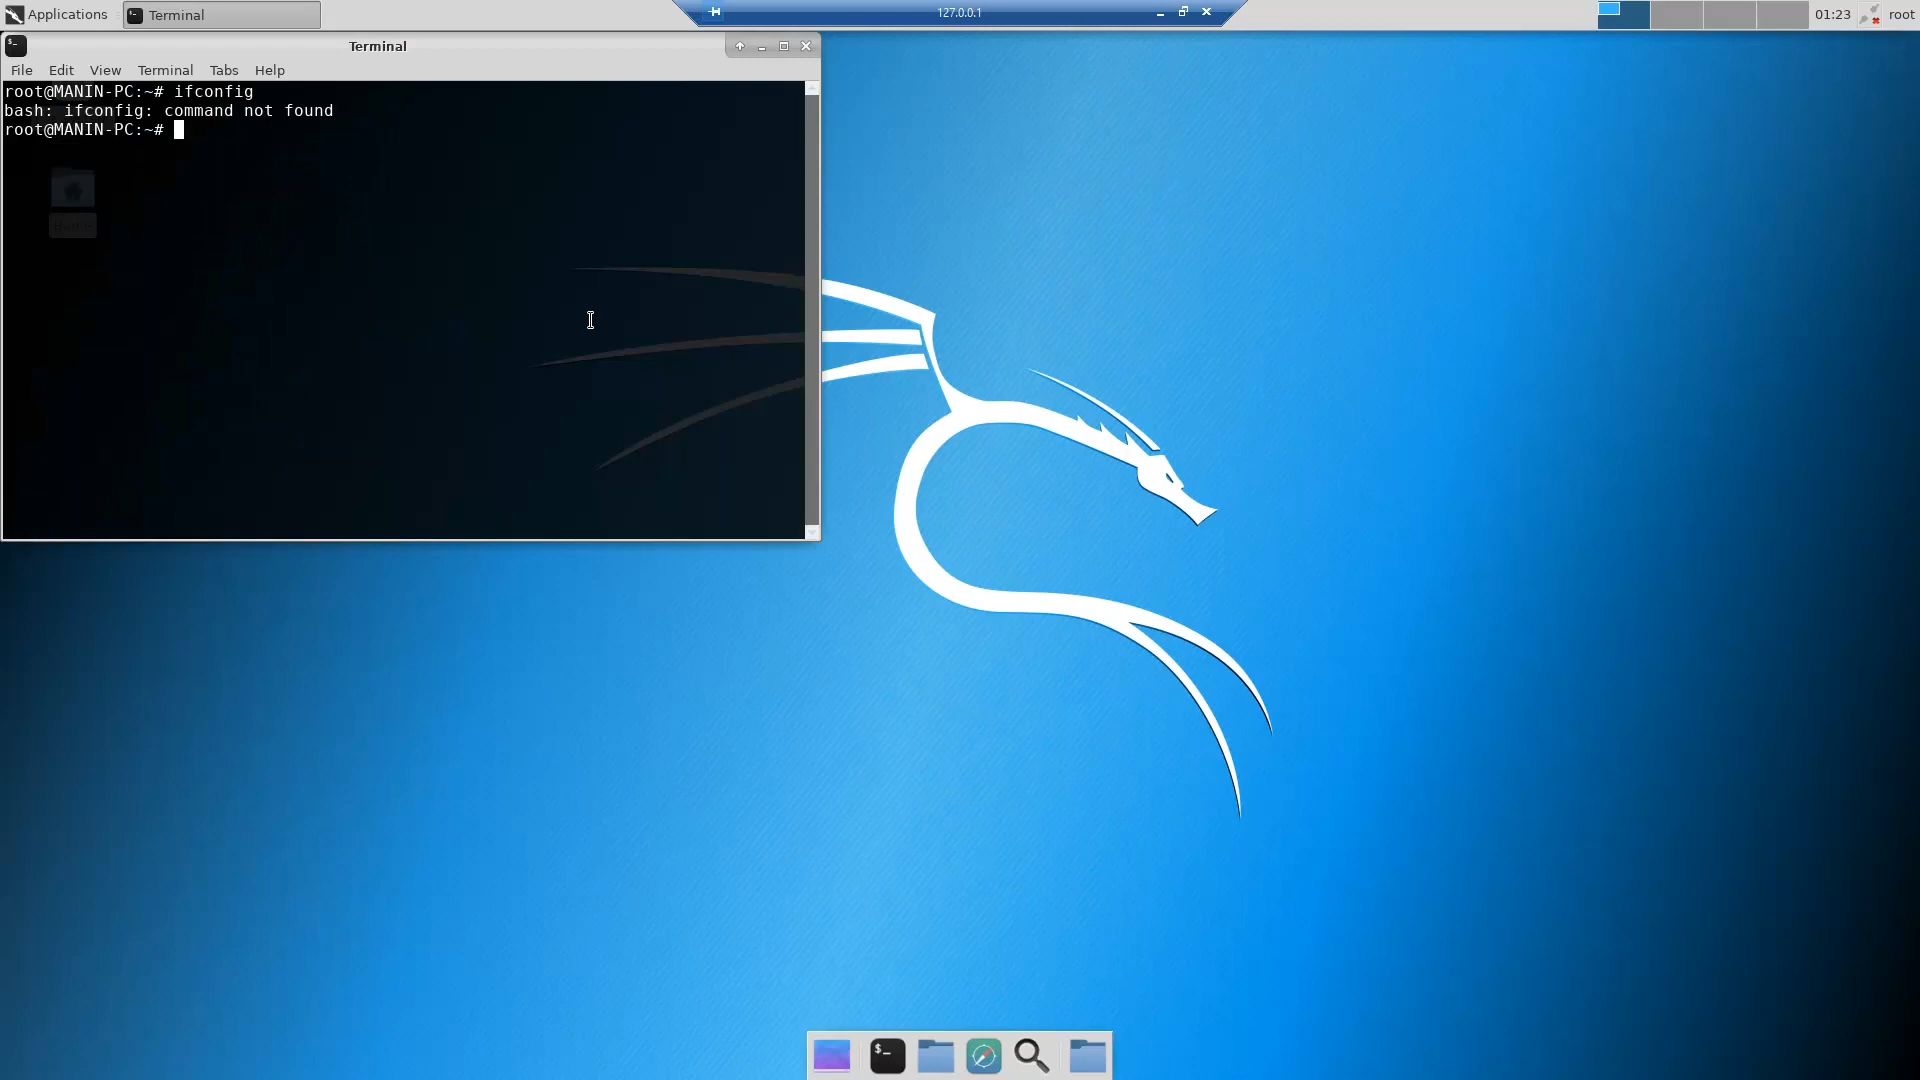 Applications
Terminal
127.0.0.1
01:23
root
Terminal
File Edit View Terminal Tabs Help
root@MANIN-PC:~# ifconfig
bash: ifconfig: command not found
root@MANIN-PC:~#
Home
$-